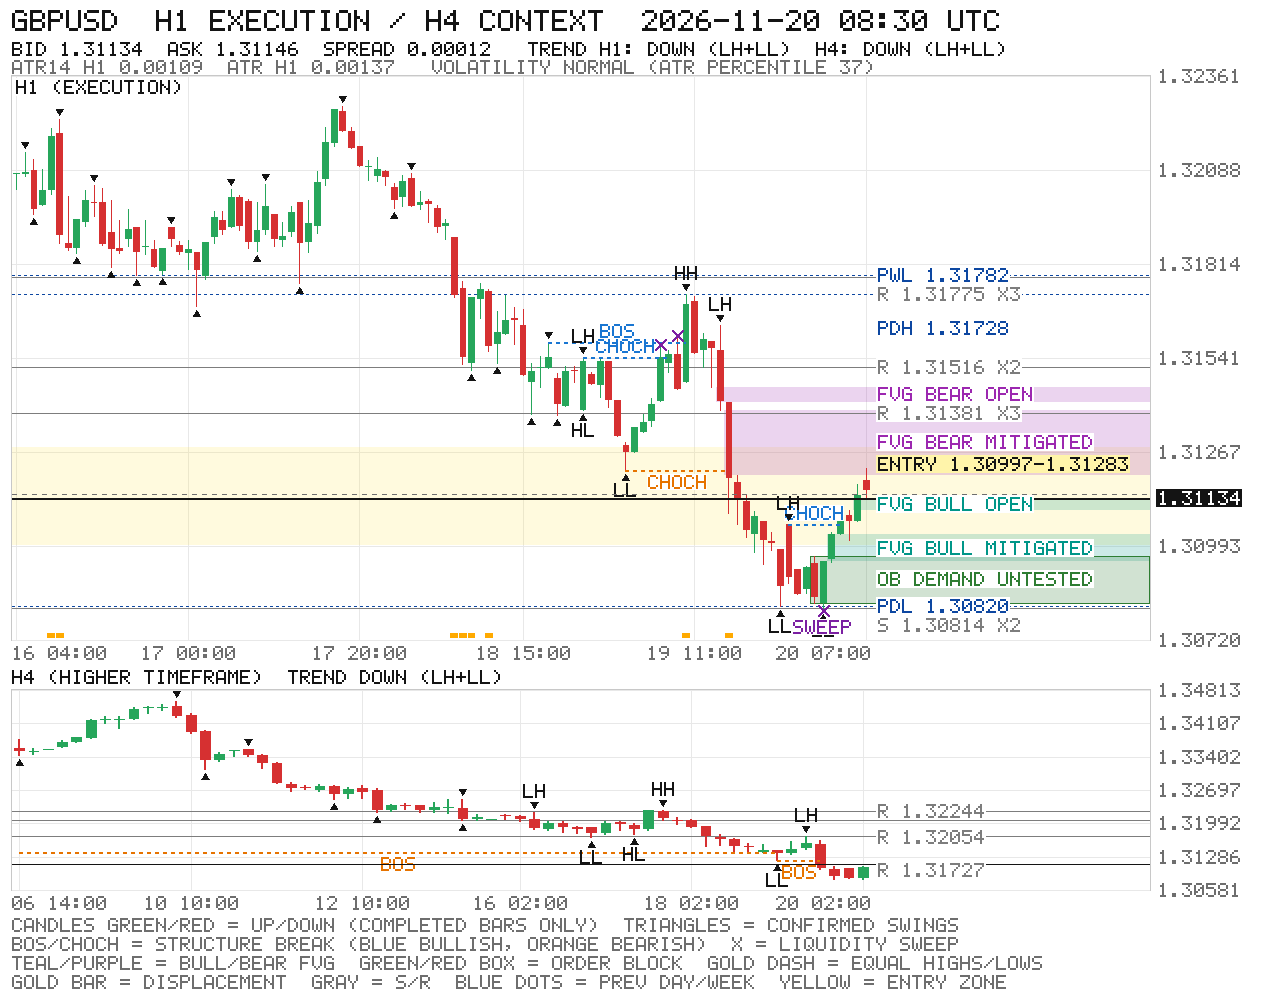 GBPUSD  H1 EXECUTION / H4 CONTEXT  2026-11-20 08:30 UTC
BID 1.31134  ASK 1.31146  SPREAD 0.00012   TREND H1: DOWN (LH+LL)  H4: DOWN (LH+LL)
ATR14 H1 0.00109  ATR H1 0.00137   VOLATILITY NORMAL (ATR PERCENTILE 37)
H1 (EXECUTION)
1.32361
1.32088
1.31814
PWL 1.31782
R 1.31775 X3
PDH 1.31728
1.31541
R 1.31516 X2
FVG BEAR OPEN
R 1.31381 X3
FVG BEAR MITIGATED
ENTRY 1.30997-1.31283
1.31267
1.31134
FVG BULL OPEN
FVG BULL MITIGATED
1.30993
OB DEMAND UNTESTED
PDL 1.30820
S 1.30814 X2
1.30720
HH
LH
LH
BOS
CHOCH
HL
LL
CHOCH
LH
CHOCH
LL
SWEEP
16 04:00
17 00:00
17 20:00
18 15:00
19 11:00
20 07:00
H4 (HIGHER TIMEFRAME)  TREND DOWN (LH+LL)
1.34813
1.34107
1.33402
1.32697
R 1.32244
1.31992
R 1.32054
1.31286
R 1.31727
1.30581
LH
HH
LH
LL
HL
BOS
BOS
LL
06 14:00
10 10:00
12 10:00
16 02:00
18 02:00
20 02:00
CANDLES GREEN/RED = UP/DOWN (COMPLETED BARS ONLY)  TRIANGLES = CONFIRMED SWINGS
BOS/CHOCH = STRUCTURE BREAK (BLUE BULLISH, ORANGE BEARISH)  X = LIQUIDITY SWEEP
TEAL/PURPLE = BULL/BEAR FVG  GREEN/RED BOX = ORDER BLOCK  GOLD DASH = EQUAL HIGHS/LOWS
GOLD BAR = DISPLACEMENT  GRAY = S/R  BLUE DOTS = PREV DAY/WEEK  YELLOW = ENTRY ZONE